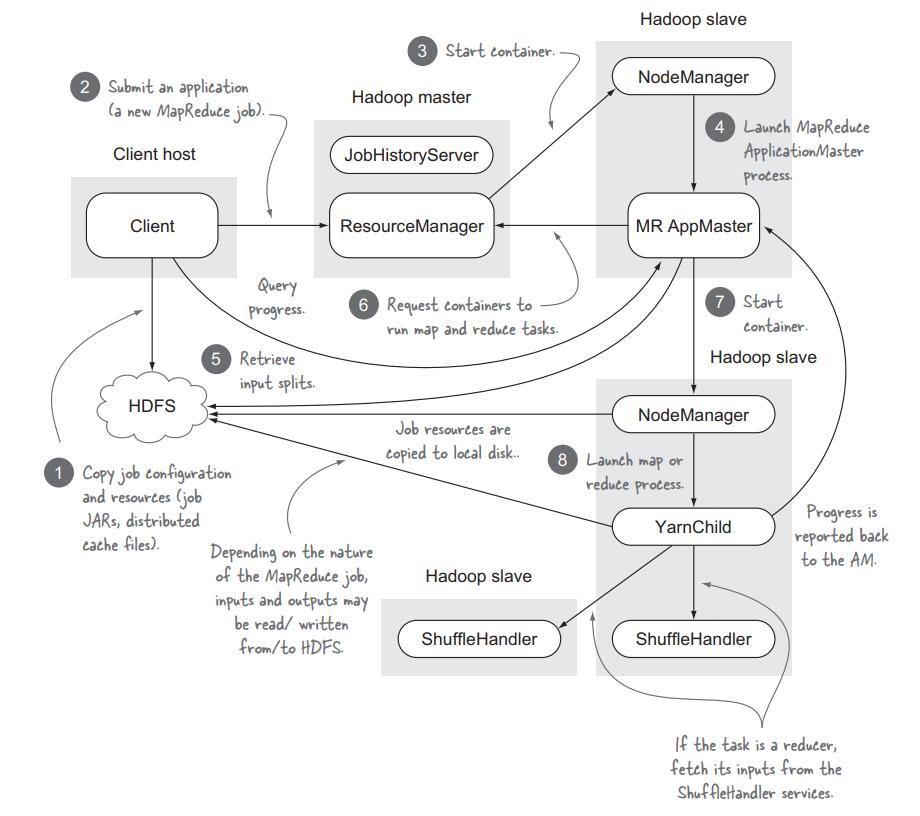 Hadoop slave
NodeManager
3 Start container.
2 Submit an application
(a new MapReduce job).
Hadoop master
JobHistoryServer
4 Launch MapReduce
ApplicationMaster
process.
Client host
Client
ResourceManager
MR AppMaster
Query
progress.
6 Request containers to
run map and reduce tasks.
7 Start
container.
5 Retrieve
input splits.
Hadoop slave
HDFS
NodeManager
Job resources are
copied to local disk..
8 Launch map or
reduce process.
1 Copy job configuration
and resources (job
JARs, distributed
cache files).
YarnChild
Progress is
reported back
to the AM.
Depending on the nature
of the MapReduce job,
inputs and outputs may
be read/ written
from/to HDFS.
Hadoop slave
ShuffleHandler
ShuffleHandler
If the task is a reducer,
fetch its inputs from the
ShuffleHandler services.